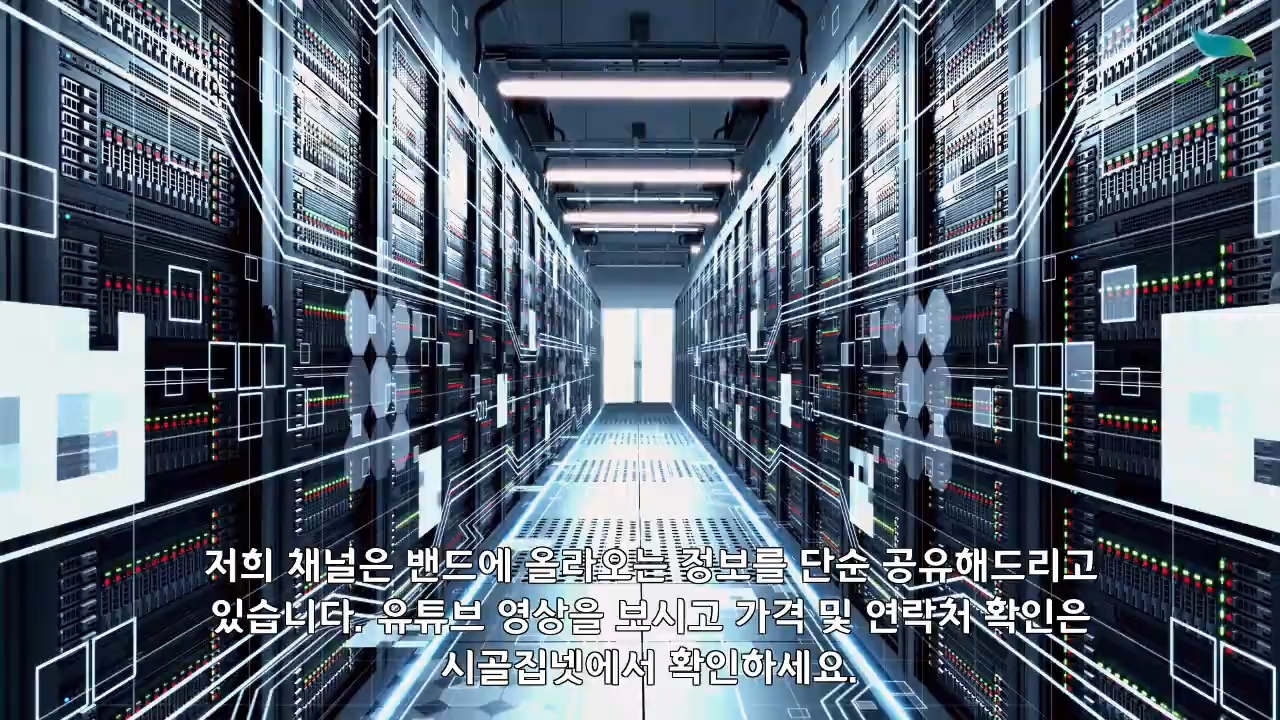 저희 채널은 밴드에 올라오는 정보를 단순 공유해드리고
있습니다. 유튜브 영상을 보시고 가격 및 연락처 확인은
시골집넷에서 확인하세요.